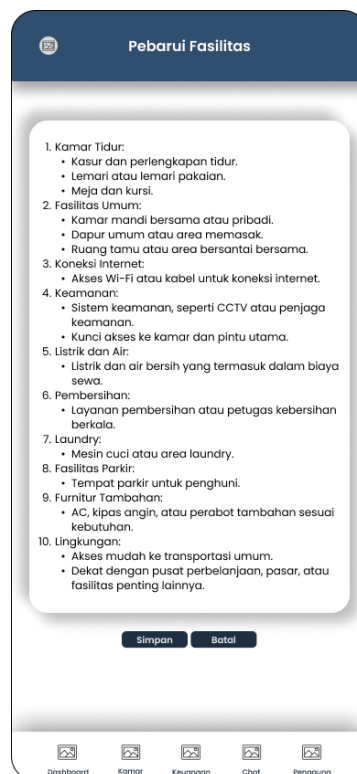 Pebarui Fasilitas
1. Kamar Tidur:
• Kasur dan perlengkapan tidur.
• Lemari atau lemari pakaian.
• Meja dan kursi.
2. Fasilitas Umum:
• Kamar mandi bersama atau pribadi.
• Dapur umum atau area memasak.
• Ruang tamu atau area bersantai bersama.
3. Koneksi Internet:
• Akses Wi-Fi atau kabel untuk koneksi internet.
4. Keamanan:
• Sistem keamanan, seperti CCTV atau penjaga
keamanan.
• Kunci akses ke kamar dan pintu utama.
5. Listrik dan Air:
• Listrik dan air bersih yang termasuk dalam biaya
sewa.
6. Pembersihan:
• Layanan pembersihan atau petugas kebersihan
berkala.
7. Laundry:
• Mesin cuci atau area laundry.
8. Fasilitas Parkir:
• Tempat parkir untuk penghuni.
9. Furnitur Tambahan:
• AC, kipas angin, atau perabot tambahan sesuai
kebutuhan.
10. Lingkungan:
• Akses mudah ke transportasi umum.
• Dekat dengan pusat perbelanjaan, pasar, atau
fasilitas penting lainnya.
Simpan Batal
Dashboard Kamar Keuangan Chat Pengguna